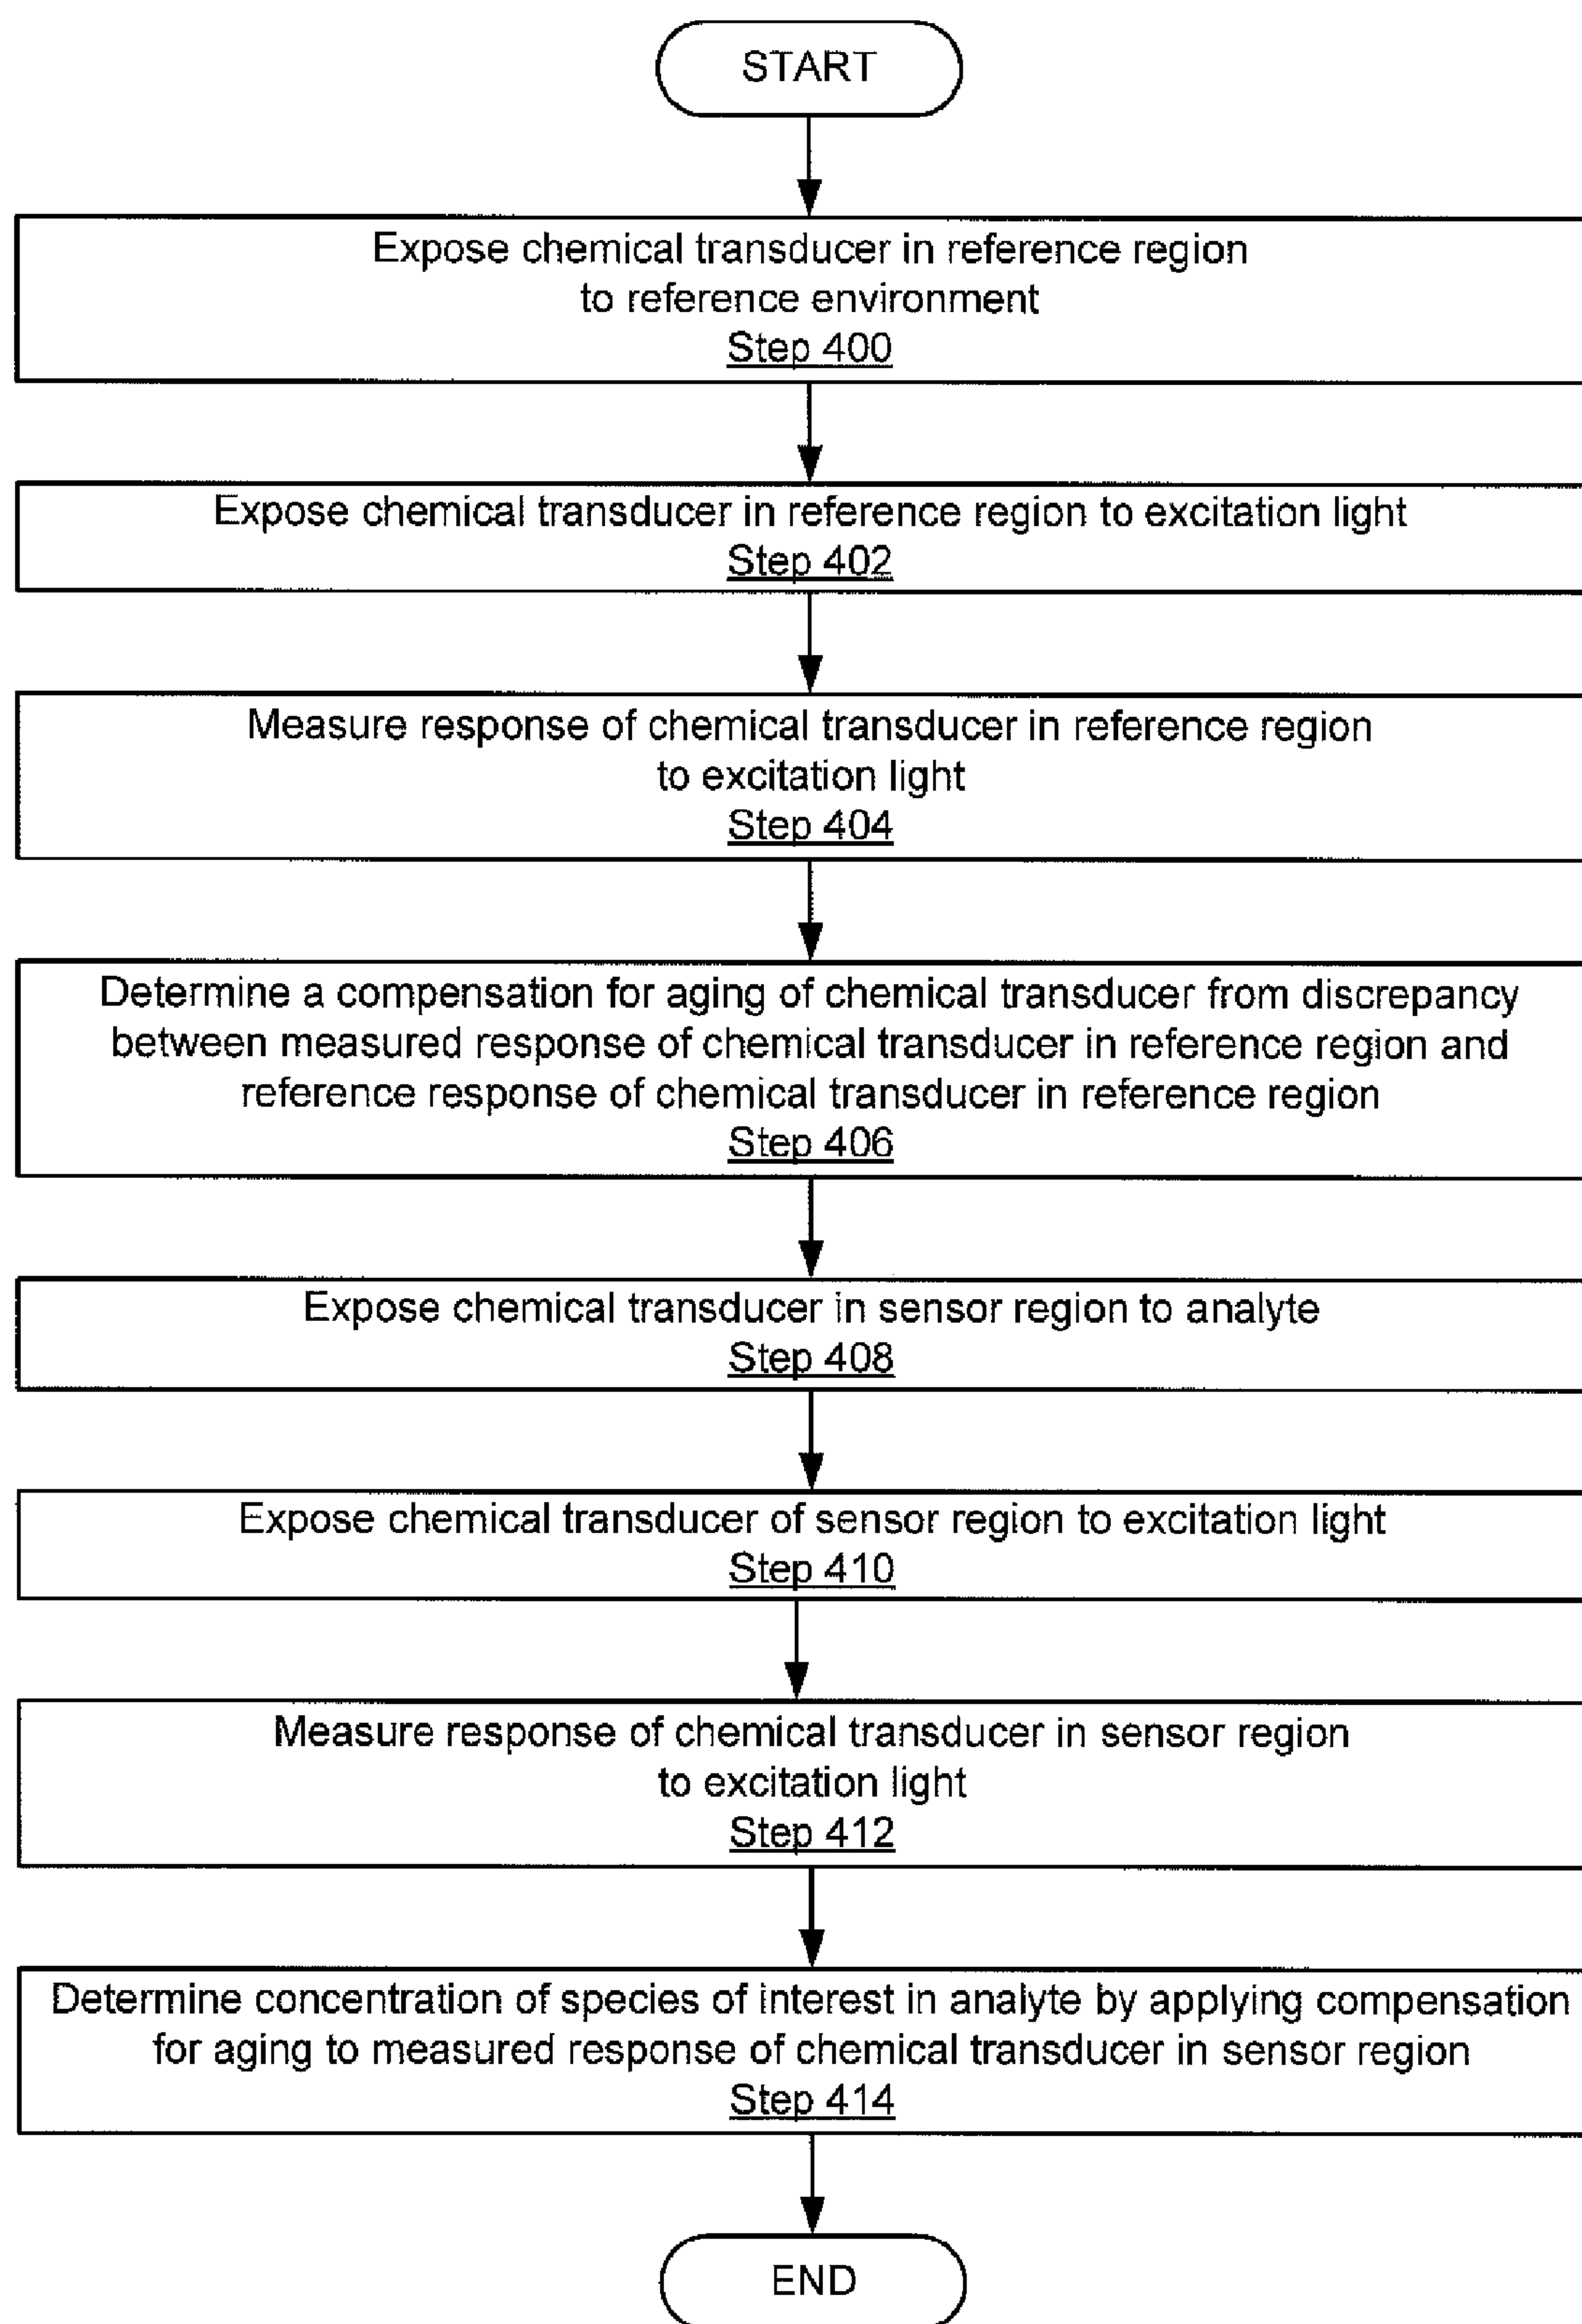 START
Expose chemical transducer in reference region
to reference environment
Step 400
Expose chemical transducer in reference region to excitation light
Step 402
Measure response of chemical transducer in reference region
to excitation light
Step 404
Determine a compensation for aging of chemical transducer from discrepancy
between measured response of chemical transducer in reference region and
reference response of chemical transducer in reference region
Step 406
Expose chemical transducer in sensor region to analyte
Step 408
Expose chemical transducer of sensor region to excitation light
Step 410
Measure response of chemical transducer in sensor region
to excitation light
Step 412
Determine concentration of species of interest in analyte by applying compensation
for aging to measured response of chemical transducer in sensor region
Step 414
END